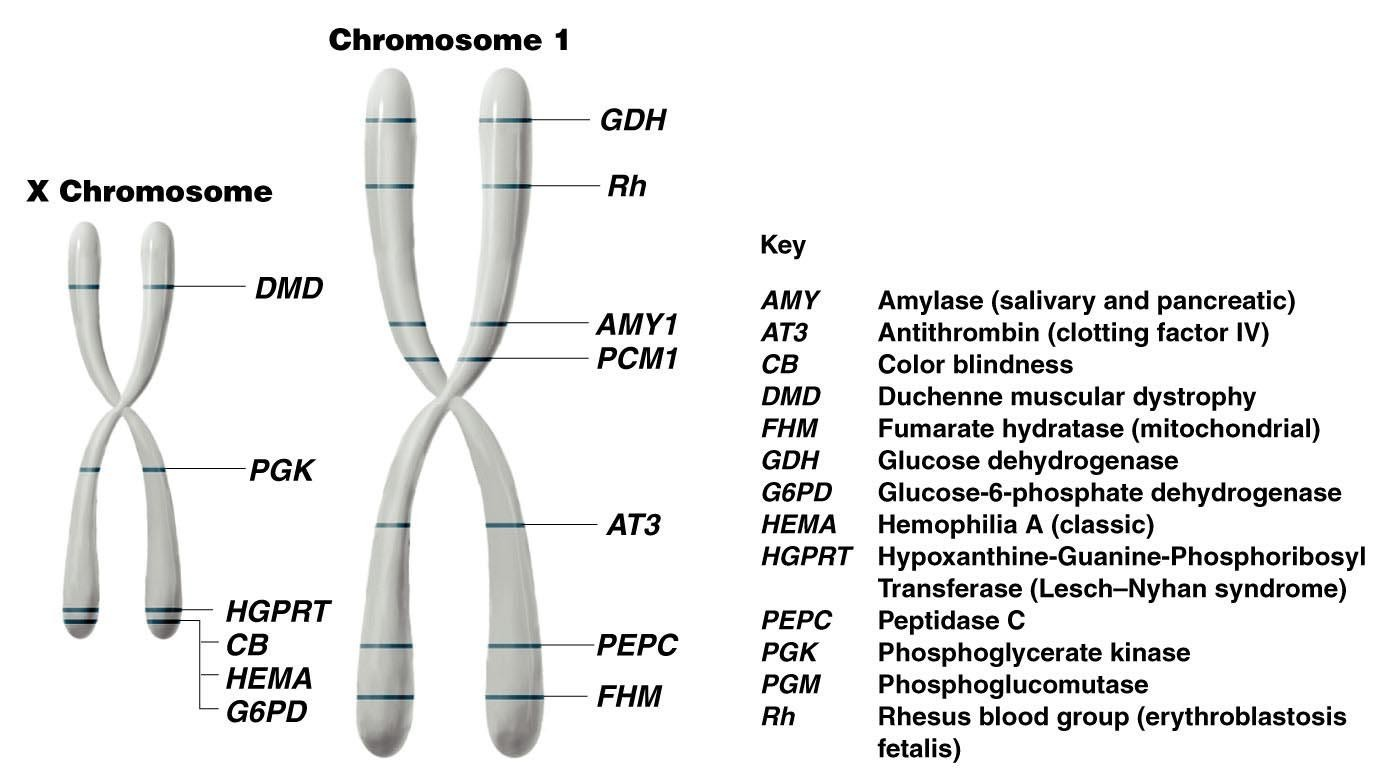 Chromosome 1
GDH
Rh
AMY1
PCM1
AT3
PEPC
FHM
X Chromosome
DMD
PGK
HGPRT
CB
HEMA
G6PD
Key
AMY Amylase (salivary and pancreatic)
AT3 Antithrombin (clotting factor IV)
CB Color blindness
DMD Duchenne muscular dystrophy
FHM Fumarate hydratase (mitochondrial)
GDH Glucose dehydrogenase
G6PD Glucose-6-phosphate dehydrogenase
HEMA Hemophilia A (classic)
HGPRT Hypoxanthine-Guanine-Phosphoribosyl
Transferase (Lesch–Nyhan syndrome)
PEPC Peptidase C
PGK Phosphoglycerate kinase
PGM Phosphoglucomutase
Rh Rhesus blood group (erythroblastosis
fetalis)